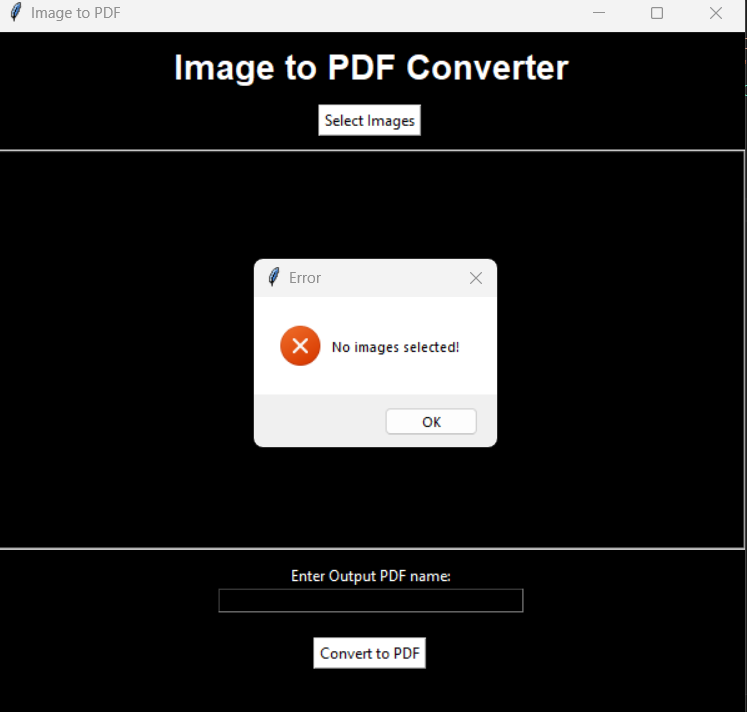 Image to PDF
Image to PDF Converter
Select Images
Error
No images selected!
OK
Enter Output PDF name:
Convert to PDF